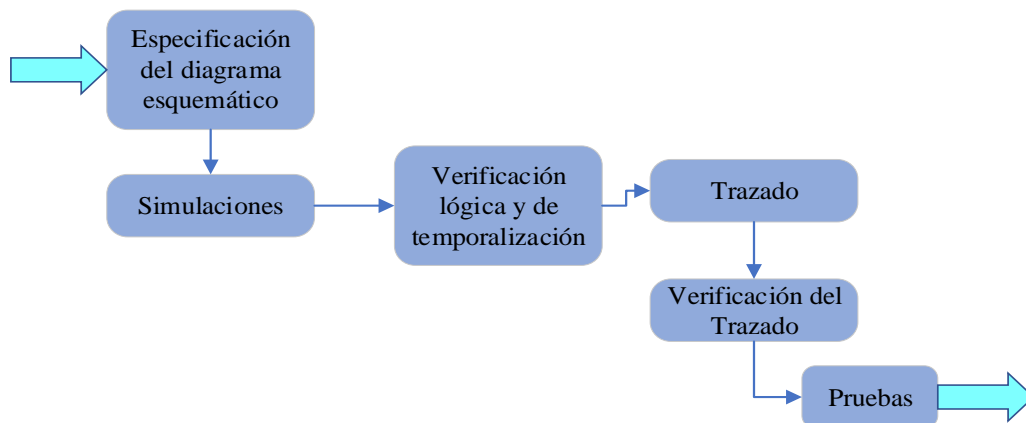 Especificación
del diagrama
esquemático
Simulaciones
Verificación
lógica y de
temporalización
Trazado
Verificación del
Trazado
Pruebas